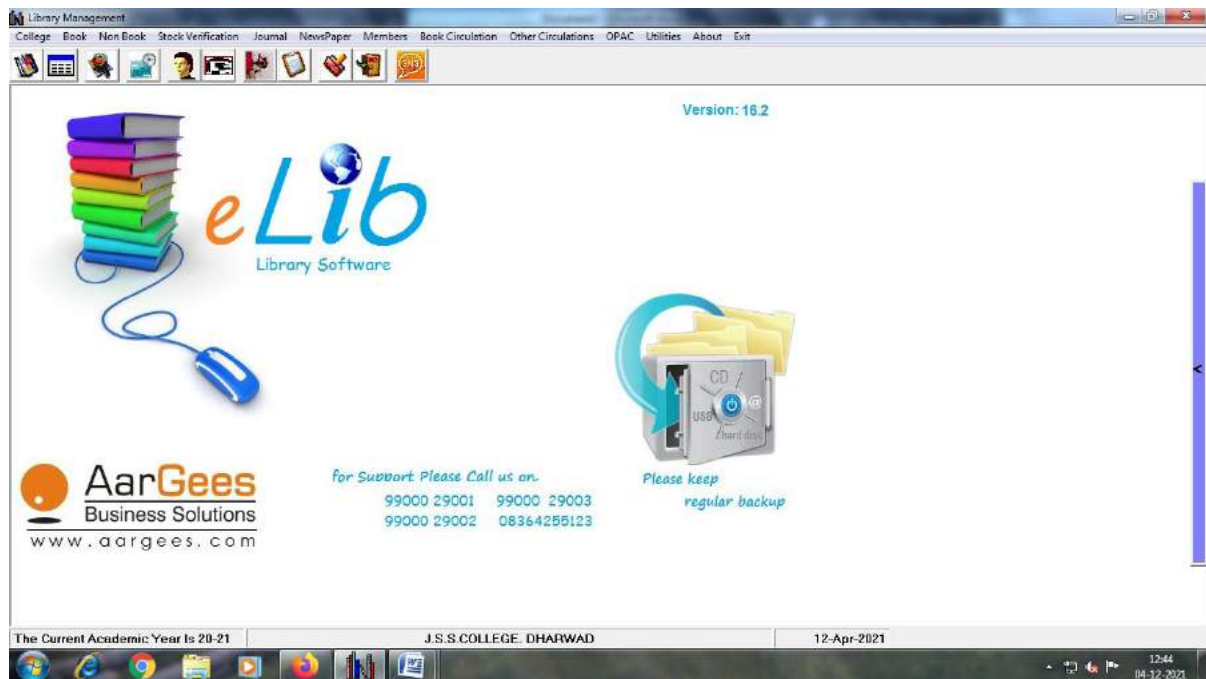 Library Management
College Book Non Book Stock Verification Journal NewsPaper Members Book Circulation Other Circulations OPAC Utilities About Exit
SMS
Version: 16.2
eLib
Library Software
CD
USB @
hard disc
AarGees
Business Solutions
www.aargees.com
for Support Please Call us on.
99000 29001 99000 29003
99000 29002 08364255123
Please keep
regular backup
<
The Current Academic Year Is 20-21 J.S.S.COLLEGE. DHARWAD 12-Apr-2021
12:44
04-12-2021